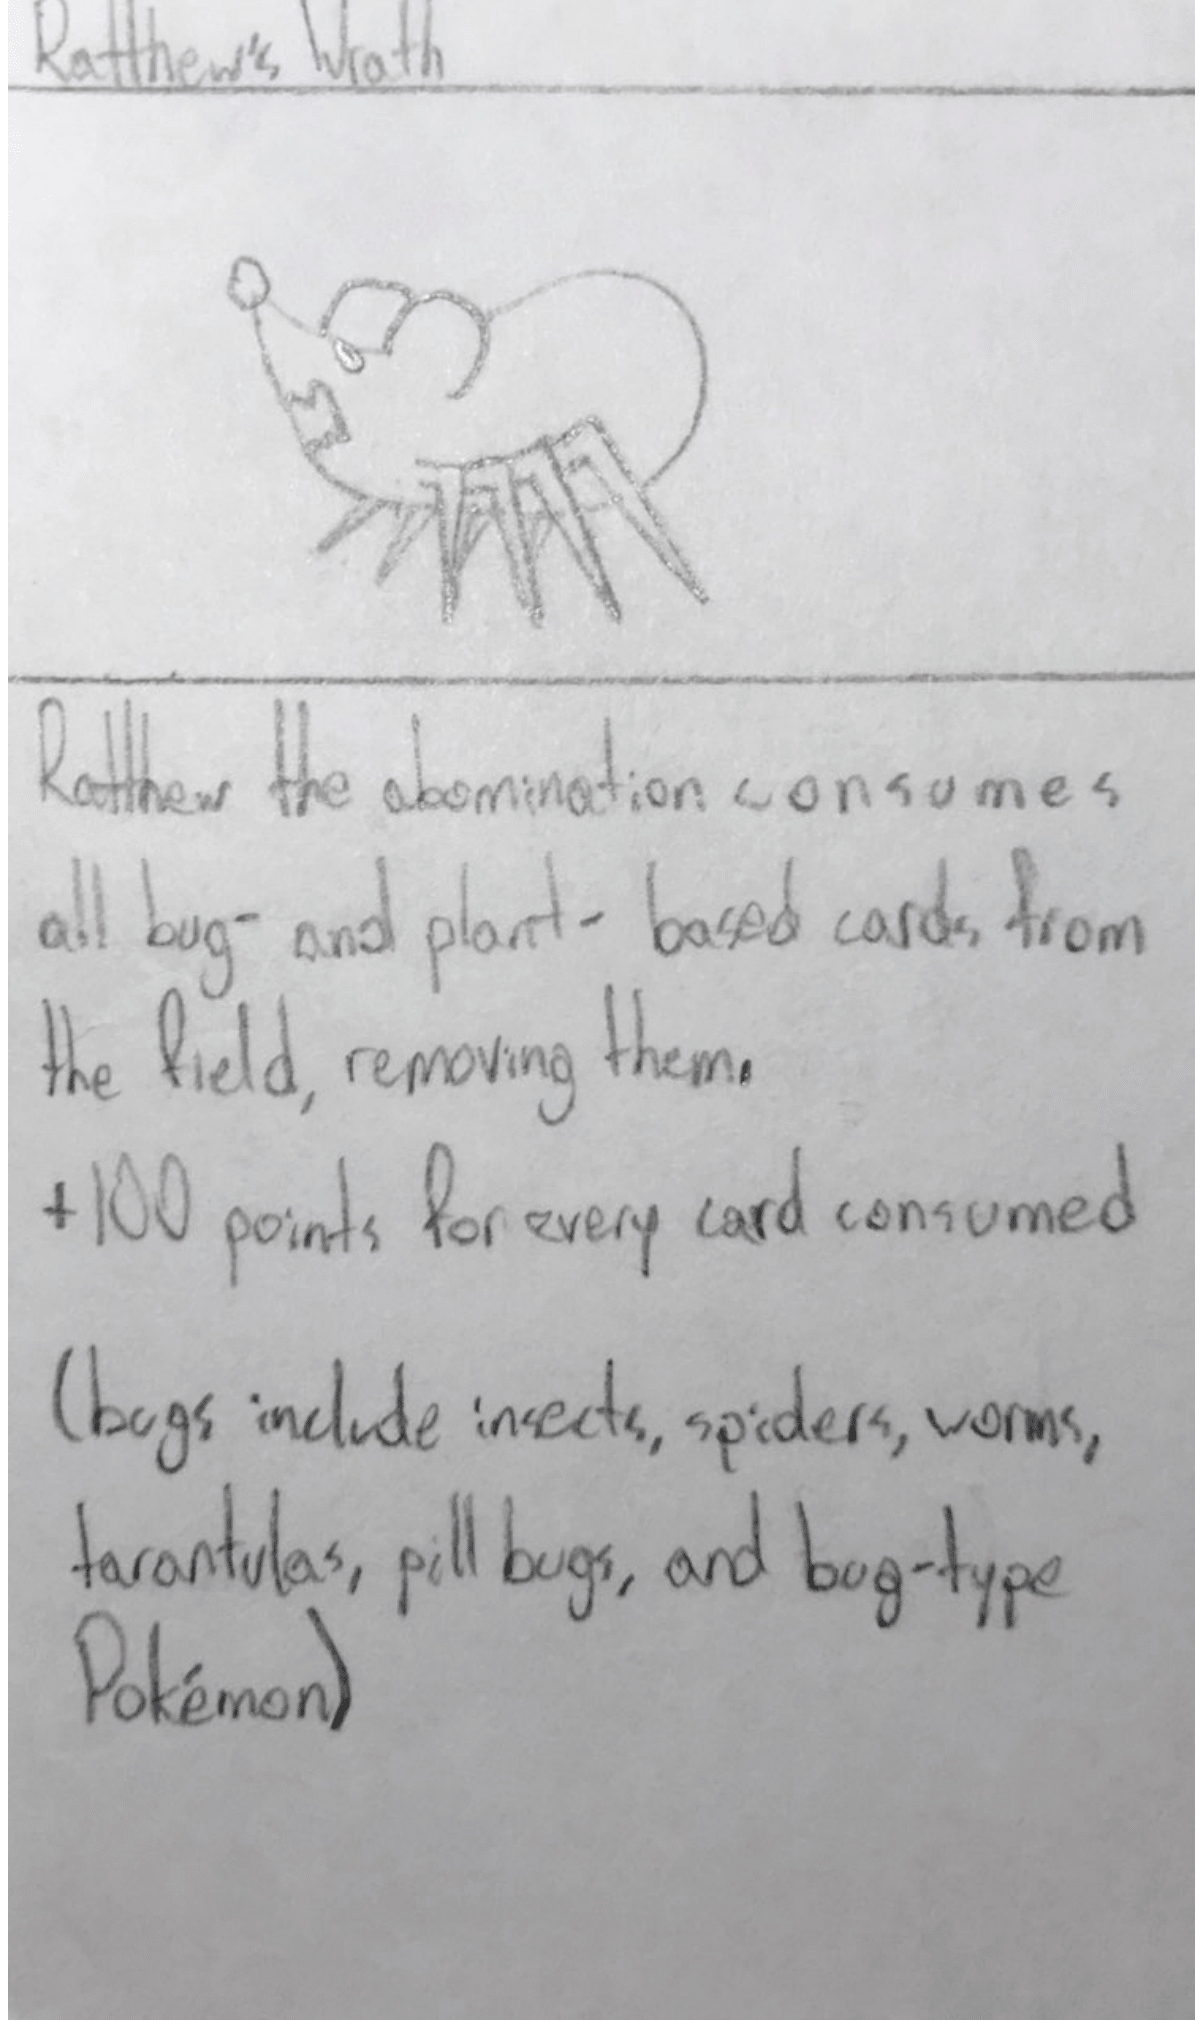 Ratthew's Wrath
Ratthew the abomination consumes
all bug- and plant- based cards from
the field, removing them.
+100 points for every card consumed
(bugs include insects, spiders, worms,
tarantulas, pill bugs, and bug-type
Pokémon)